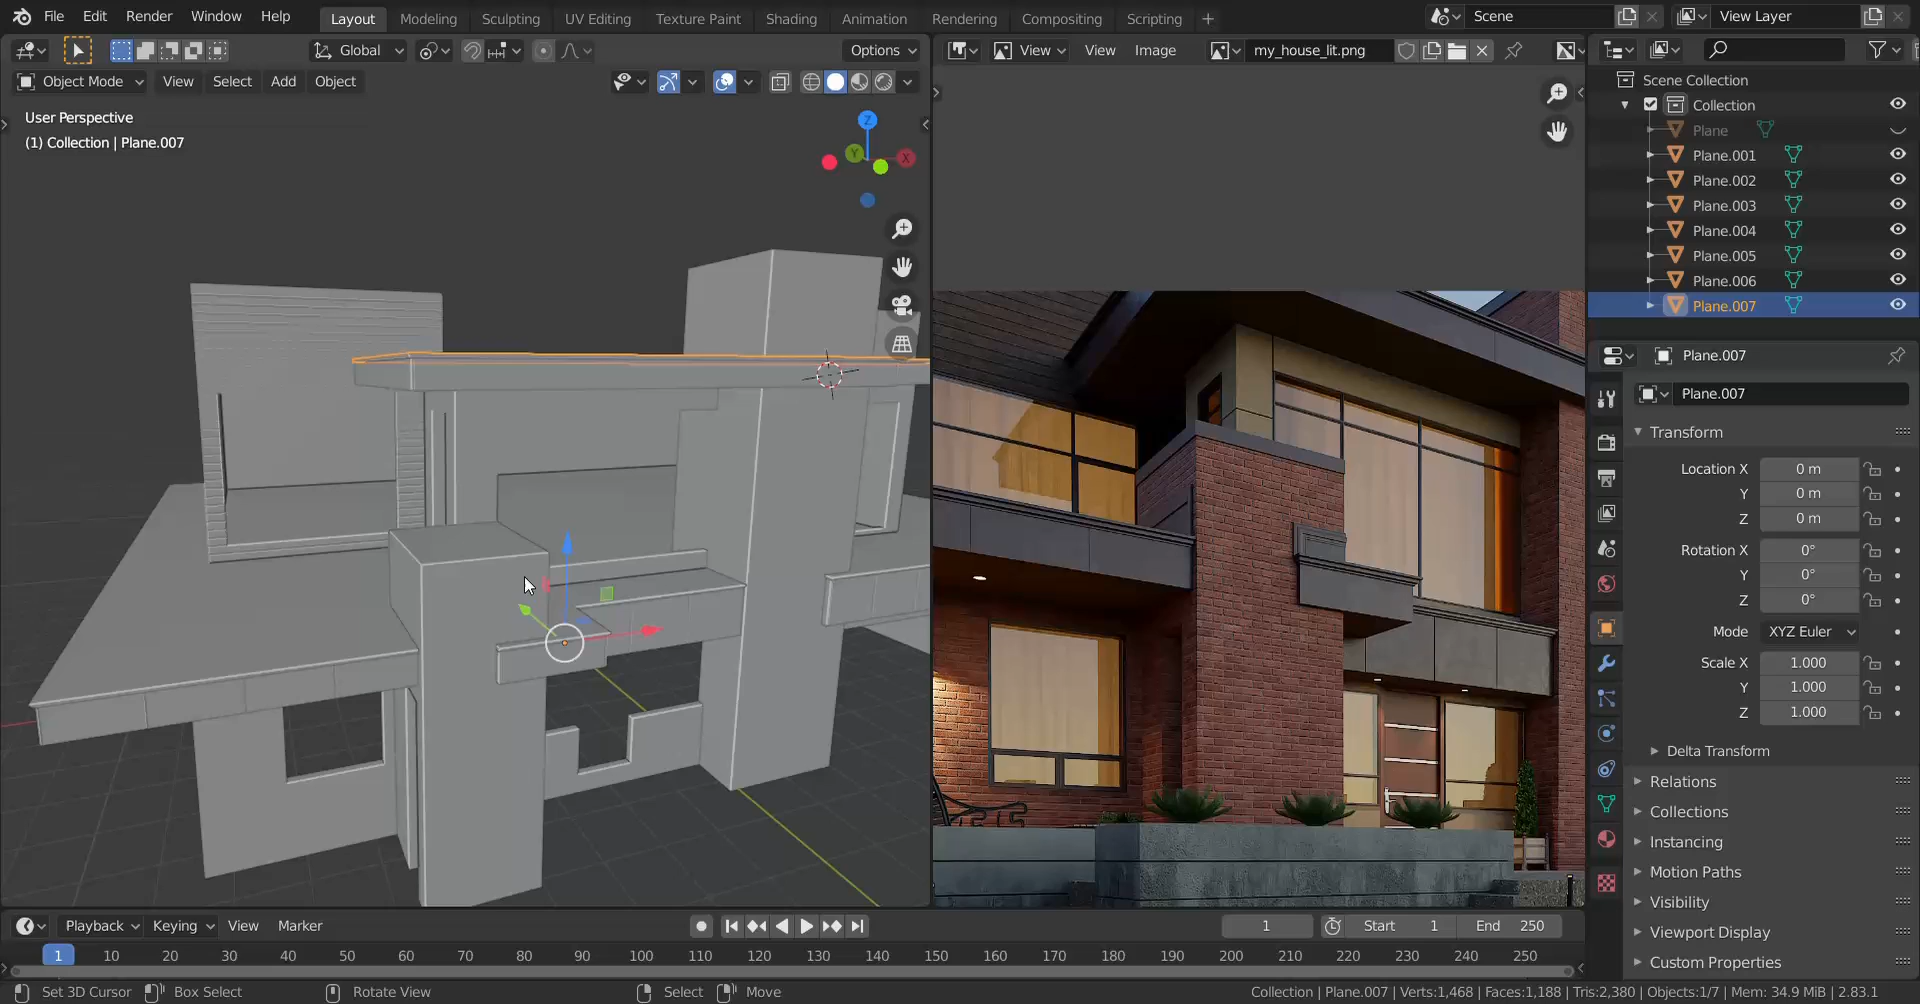 File Edit Render Window Help Layout Modeling Sculpting UV Editing Texture Paint Shading Animation Rendering Compositing Scripting + Scene View Layer
Global Options View View Image my_house_lit.png
Object Mode View Select Add Object
User Perspective
(1) Collection | Plane.007
Z
Y
X
Scene Collection
Collection
Plane
Plane.001
Plane.002
Plane.003
Plane.004
Plane.005
Plane.006
Plane.007
Plane.007
Plane.007
Transform
Location X 0 m
Y 0 m
Z 0 m
Rotation X 0°
Y 0°
Z 0°
Mode XYZ Euler
Scale X 1.000
Y 1.000
Z 1.000
Delta Transform
Relations
Collections
Instancing
Motion Paths
Visibility
Viewport Display
Custom Properties
Playback Keying View Marker 1 Start 1 End 250
1 10 20 30 40 50 60 70 80 90 100 110 120 130 140 150 160 170 180 190 200 210 220 230 240 250
Set 3D Cursor Box Select Rotate View Select Move Collection | Plane.007 | Verts:1,468 | Faces:1,188 | Tris:2,380 | Objects:1/7 | Mem: 34.9 MiB | 2.83.1